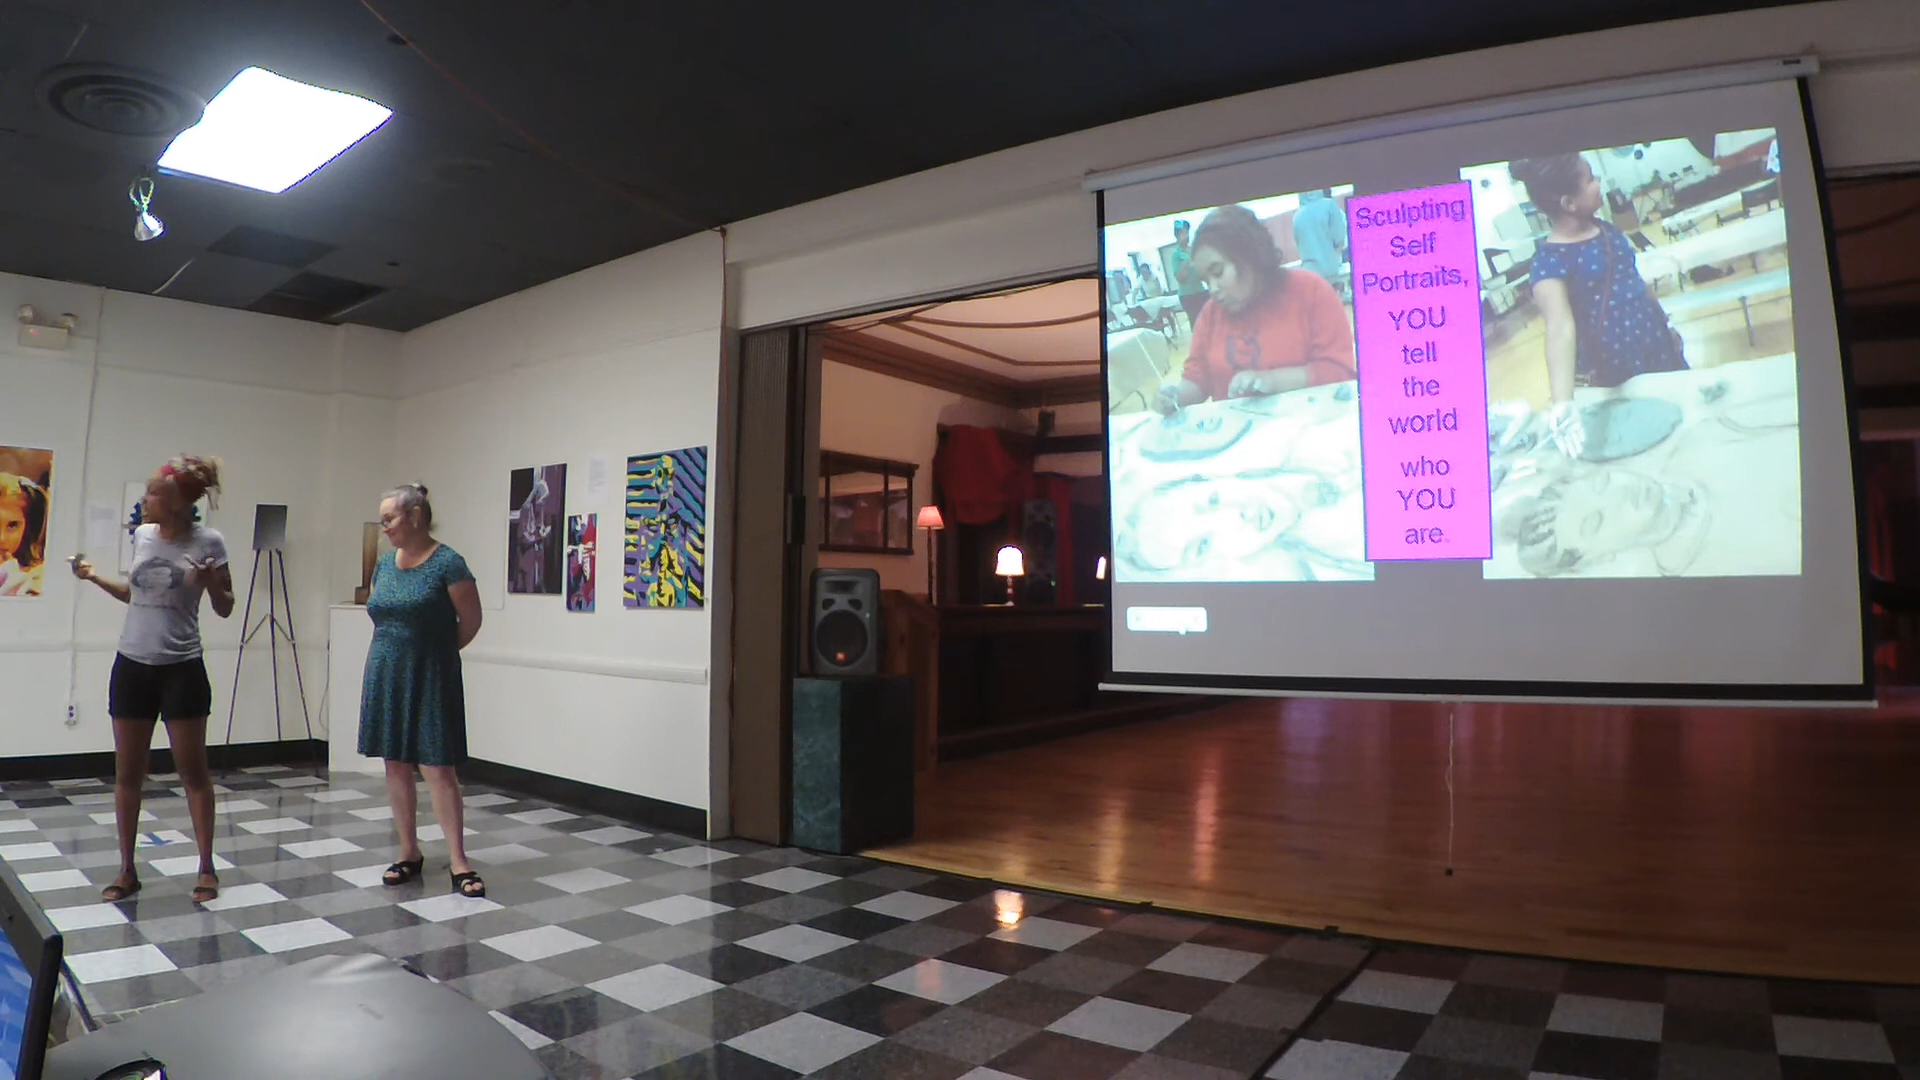 Sculpting
Self
Portraits,
YOU
tell
the
world
who
YOU
are.